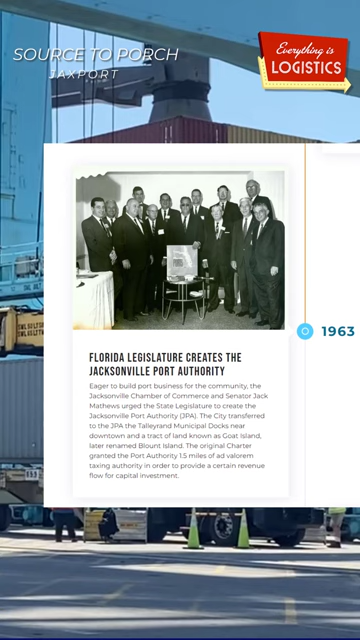 SOURCE TO PORCH
JAXPORT
Everything is
LOGISTICS
1963
FLORIDA LEGISLATURE CREATES THE
JACKSONVILLE PORT AUTHORITY
Eager to build port business for the community, the
Jacksonville Chamber of Commerce and Senator Jack
Mathews urged the State Legislature to create the
Jacksonville Port Authority (JPA). The City transferred
to the JPA the Talleyrand Municipal Docks near
downtown and a tract of land known as Goat Island,
later renamed Blount Island. The original Charter
granted the Port Authority 1.5 miles of ad valorem
taxing authority in order to provide a certain revenue
flow for capital investment.
193